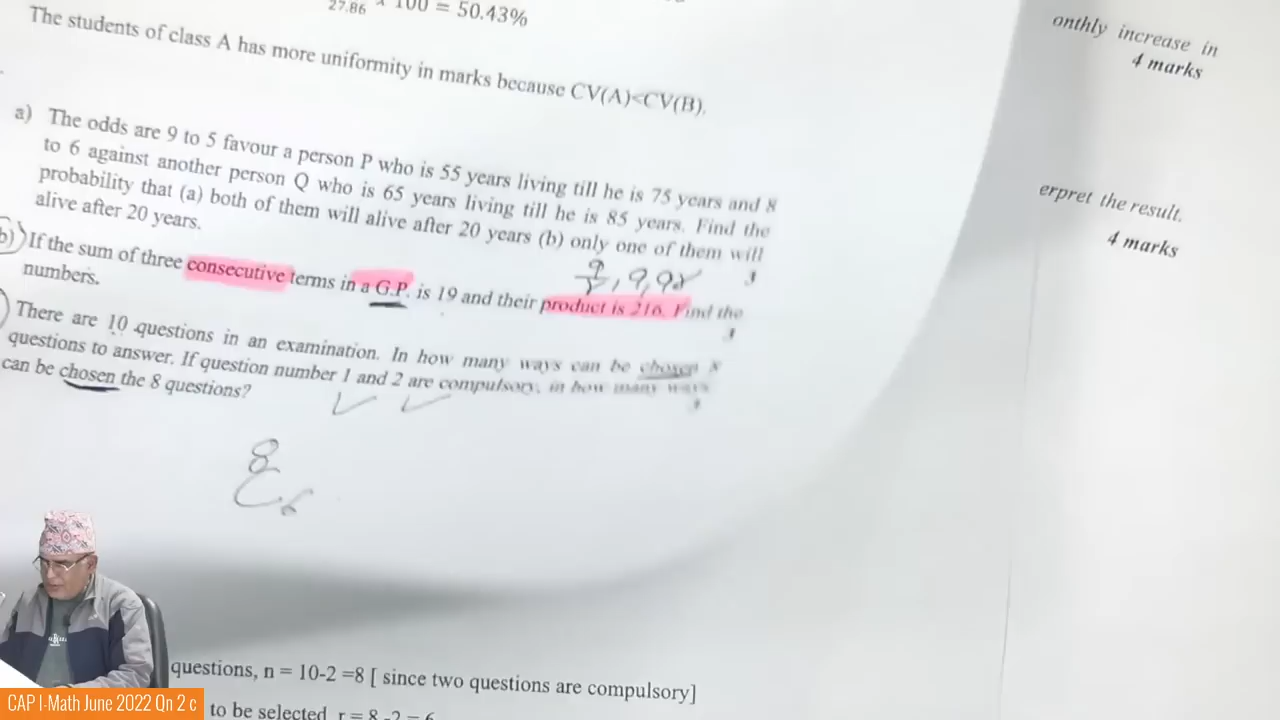 27.86 × 100 = 50.43%
The students of class A has more uniformity in marks because CV(A)<CV(B).
a) The odds are 9 to 5 favour a person P who is 55 years living till he is 75 years and 8
to 6 against another person Q who is 65 years living till he is 85 years. Find the
probability that (a) both of them will alive after 20 years (b) only one of them will
alive after 20 years. 3
b) If the sum of three consecutive terms in a G.P. is 19 and their product is 216. Find the
numbers. 3
There are 10 questions in an examination. In how many ways can be chosen 8
questions to answer. If question number 1 and 2 are compulsory, in how many ways
can be chosen the 8 questions? 3
8
C6
questions, n = 10-2 =8 [ since two questions are compulsory]
to be selected r = 8 -2 = 6
onthly increase in
4 marks
erpret the result.
4 marks
CAP I-Math June 2022 Qn 2 c